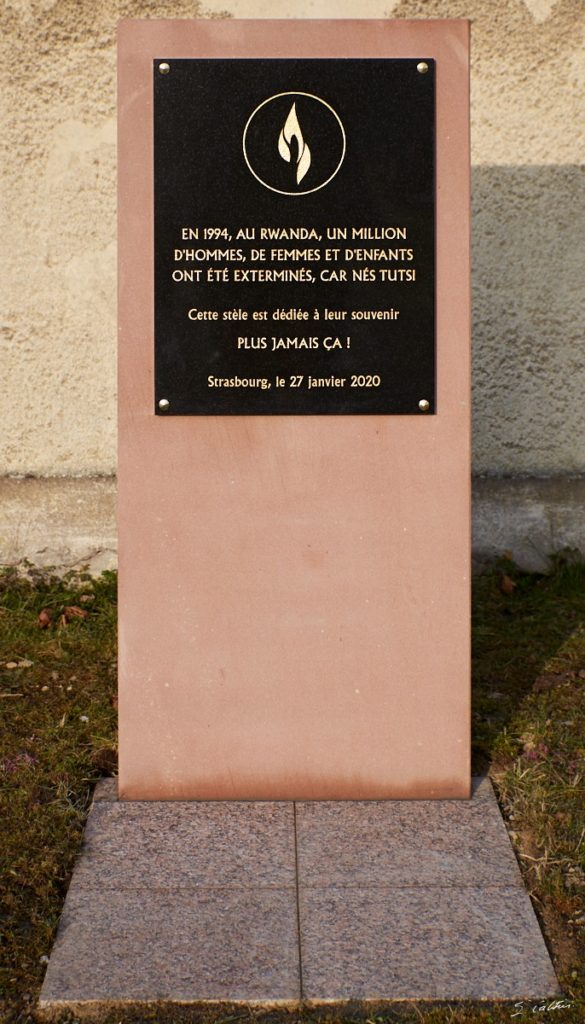 EN 1994, AU RWANDA, UN MILLION
D'HOMMES, DE FEMMES ET D'ENFANTS
ONT ÉTÉ EXTERMINÉS, CAR NÉS TUTSI
Cette stèle est dédiée à leur souvenir
PLUS JAMAIS ÇA !
Strasbourg, le 27 janvier 2020